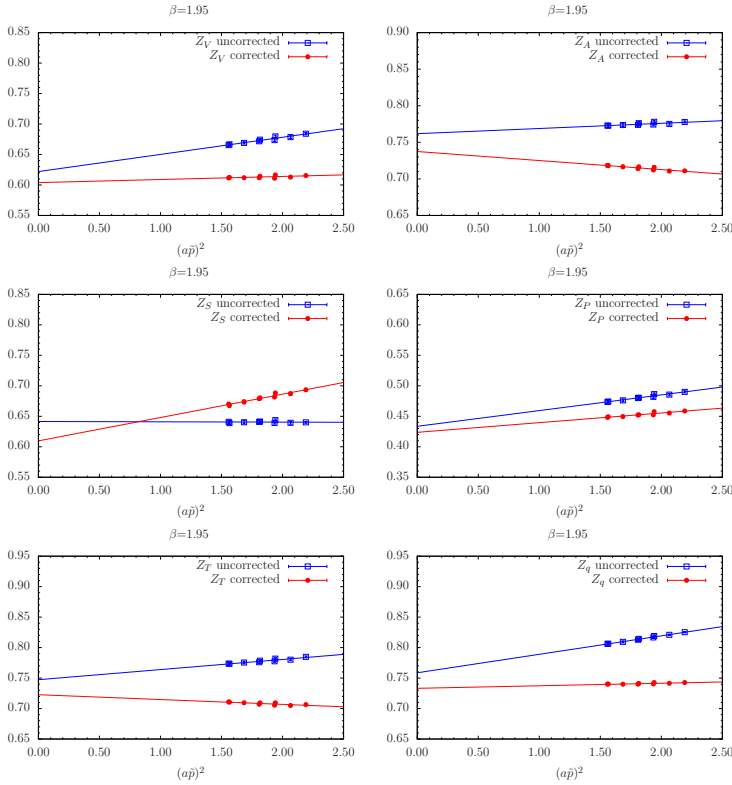 β=1.95
0.85
0.80
0.75
0.70
0.65
0.60
0.55
0.00 0.50 1.00 1.50 2.00 2.50
(ap̃)²
Z_V uncorrected
Z_V corrected
β=1.95
0.90
0.85
0.80
0.75
0.70
0.65
0.00 0.50 1.00 1.50 2.00 2.50
(ap̃)²
Z_A uncorrected
Z_A corrected
β=1.95
0.85
0.80
0.75
0.70
0.65
0.60
0.55
0.00 0.50 1.00 1.50 2.00 2.50
(ap̃)²
Z_S uncorrected
Z_S corrected
β=1.95
0.65
0.60
0.55
0.50
0.45
0.40
0.35
0.00 0.50 1.00 1.50 2.00 2.50
(ap̃)²
Z_P uncorrected
Z_P corrected
β=1.95
0.95
0.90
0.85
0.80
0.75
0.70
0.65
0.00 0.50 1.00 1.50 2.00 2.50
(ap̃)²
Z_T uncorrected
Z_T corrected
β=1.95
0.95
0.90
0.85
0.80
0.75
0.70
0.65
0.00 0.50 1.00 1.50 2.00 2.50
(ap̃)²
Z_q uncorrected
Z_q corrected